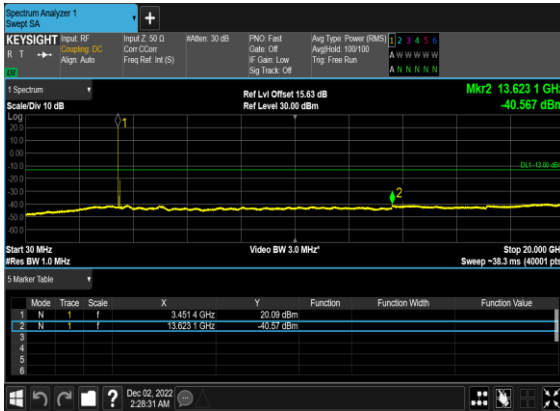 Spectrum Analyzer 1
Swept SA
+
KEYSIGHT
R T
LW
Input: RF
Coupling: DC
Align: Auto
Input Z: 50 Ω
Corr CCorr
Freq Ref: Int (S)
#Atten: 30 dB
PNO: Fast
Gate: Off
IF Gain: Low
Sig Track: Off
Avg Type: Power (RMS)
Avg|Hold: 100/100
Trig: Free Run
1 2 3 4 5 6
A W W W W W
A N N N N N
1 Spectrum
Scale/Div 10 dB
Log
Ref Lvl Offset 15.63 dB
Ref Level 30.00 dBm
Mkr2 13.623 1 GHz
-40.567 dBm
20.0
10.0
0.00
-10.0
-20.0
-30.0
-40.0
-50.0
-60.0
1
DL1 -13.00 dBm
2
Start 30 MHz
#Res BW 1.0 MHz
Video BW 3.0 MHz*
Stop 20.000 GHz
Sweep ~38.3 ms (40001 pts)
5 Marker Table
Mode Trace Scale X Y Function Function Width Function Value
1 N 1 f 3.451 4 GHz 20.09 dBm
2 N 1 f 13.623 1 GHz -40.57 dBm
3
4
5
6
?
Dec 02, 2022
2:28:31 AM